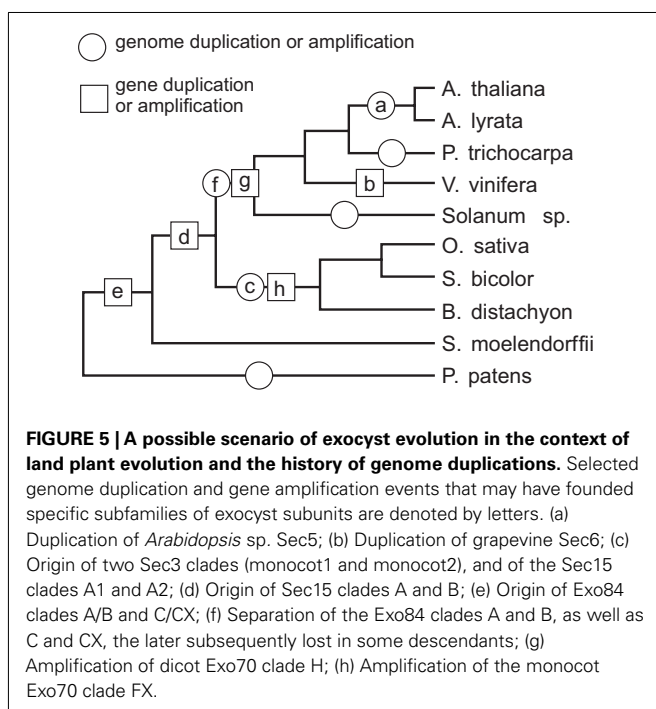 genome duplication or amplification
gene duplication
or amplification
a
A. thaliana
A. lyrata
P. trichocarpa
b
V. vinifera
f
g
Solanum sp.
d
O. sativa
c
h
S. bicolor
e
B. distachyon
S. moelendorffii
P. patens
FIGURE 5 | A possible scenario of exocyst evolution in the context of
land plant evolution and the history of genome duplications. Selected
genome duplication and gene amplification events that may have founded
specific subfamilies of exocyst subunits are denoted by letters. (a)
Duplication of Arabidopsis sp. Sec5; (b) Duplication of grapevine Sec6; (c)
Origin of two Sec3 clades (monocot1 and monocot2), and of the Sec15
clades A1 and A2; (d) Origin of Sec15 clades A and B; (e) Origin of Exo84
clades A/B and C/CX; (f) Separation of the Exo84 clades A and B, as well as
C and CX, the later subsequently lost in some descendants; (g)
Amplification of dicot Exo70 clade H; (h) Amplification of the monocot
Exo70 clade FX.